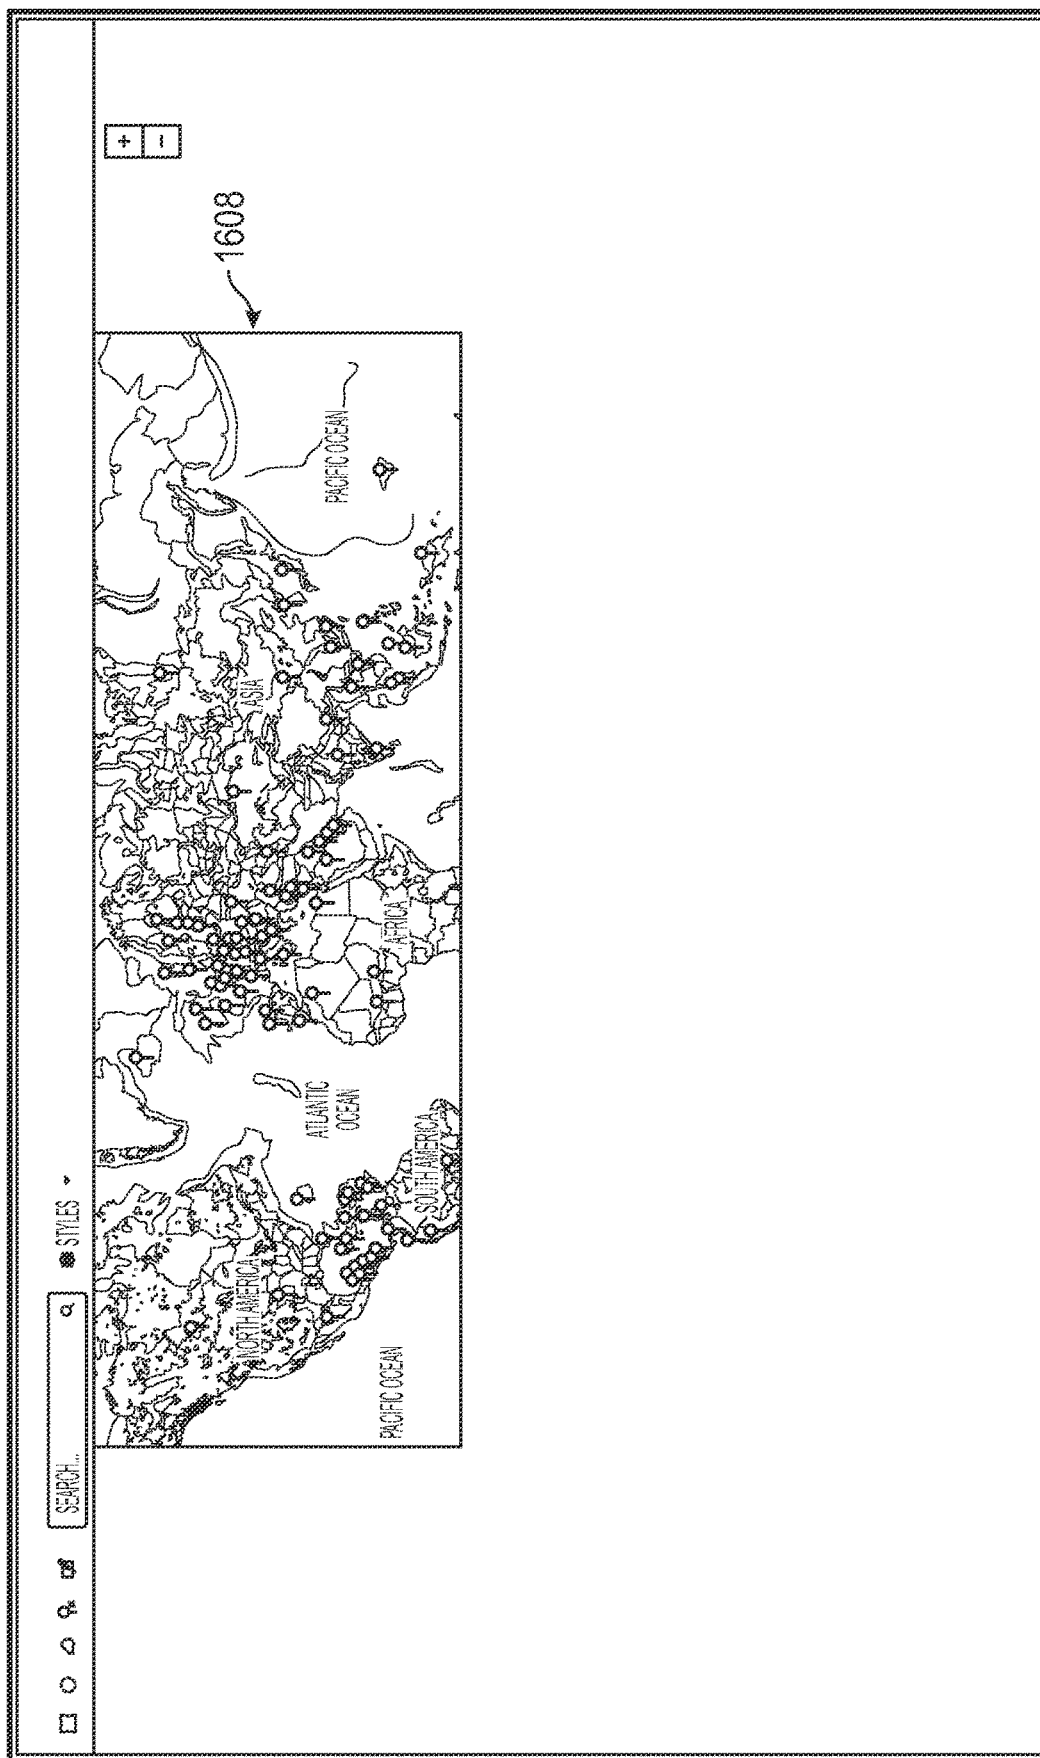 SEARCH...
STYLES
+
−
1608
NORTH AMERICA
ASIA
PACIFIC OCEAN
ATLANTIC
OCEAN
AFRICA
PACIFIC OCEAN
SOUTH AMERICA